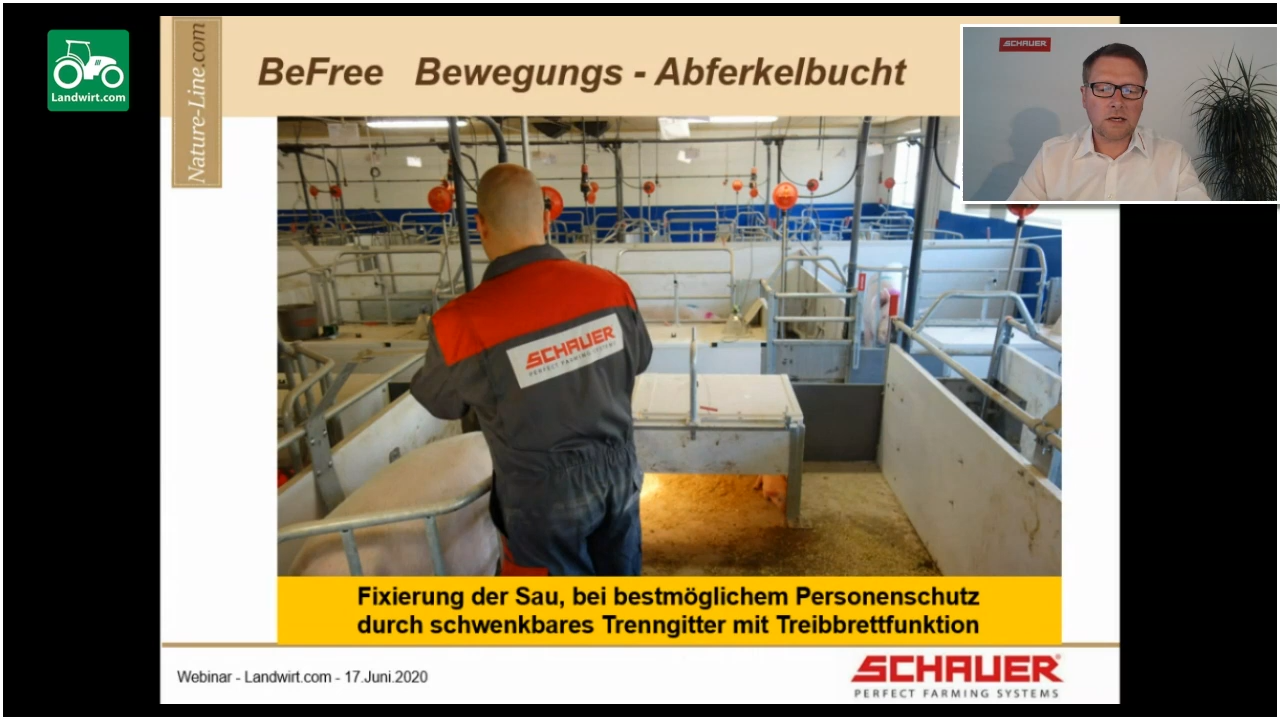 Landwirt.com
Nature-Line.com
BeFree Bewegungs - Abferkelbucht
SCHAUER
SCHAUER
PERFECT FARMING SYSTEMS
Fixierung der Sau, bei bestmöglichem Personenschutz
durch schwenkbares Trenngitter mit Treibbrettfunktion
Webinar - Landwirt.com - 17.Juni.2020
SCHAUER®
PERFECT FARMING SYSTEMS